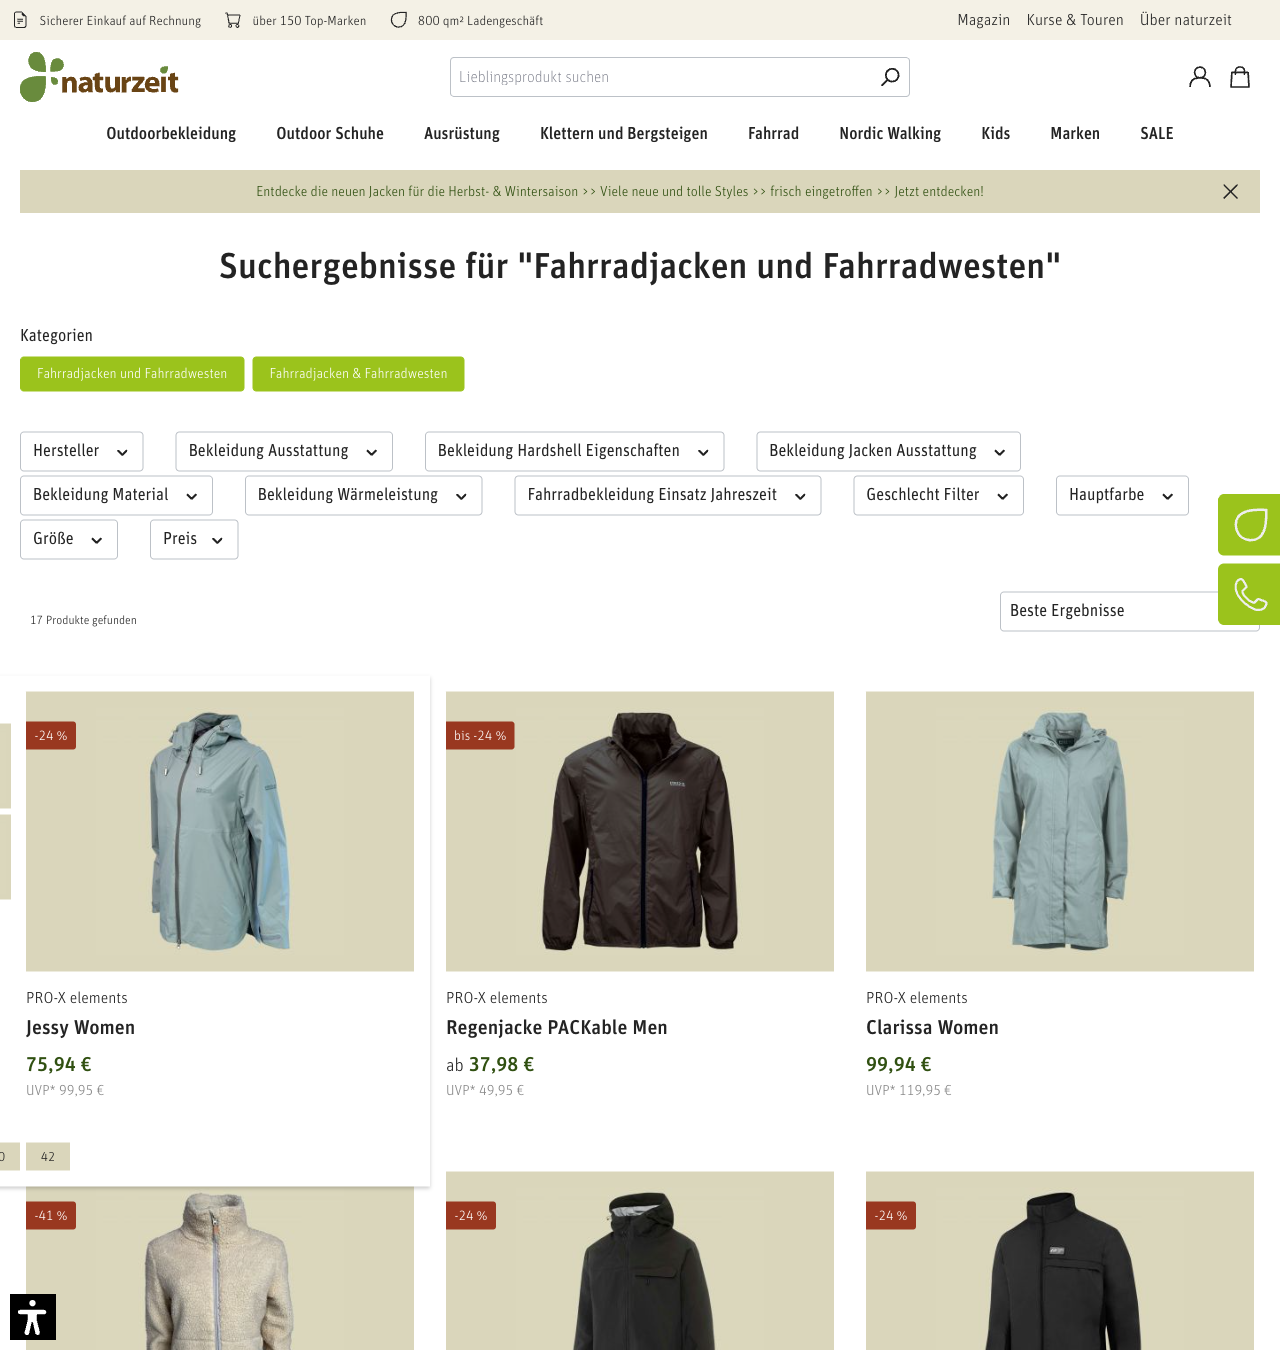 Sicherer Einkauf auf Rechnung
über 150 Top-Marken
800 qm² Ladengeschäft
Magazin
Kurse & Touren
Über naturzeit
naturzeit
Lieblingsprodukt suchen
Outdoorbekleidung
Outdoor Schuhe
Ausrüstung
Klettern und Bergsteigen
Fahrrad
Nordic Walking
Kids
Marken
SALE
Entdecke die neuen Jacken für die Herbst- & Wintersaison >> Viele neue und tolle Styles >> frisch eingetroffen >> Jetzt entdecken!
Suchergebnisse für "Fahrradjacken und Fahrradwesten"
Kategorien
Fahrradjacken und Fahrradwesten
Fahrradjacken & Fahrradwesten
Hersteller
Bekleidung Ausstattung
Bekleidung Hardshell Eigenschaften
Bekleidung Jacken Ausstattung
Bekleidung Material
Bekleidung Wärmeleistung
Fahrradbekleidung Einsatz Jahreszeit
Geschlecht Filter
Hauptfarbe
Größe
Preis
17 Produkte gefunden
Beste Ergebnisse
-24 %
bis -24 %
PRO-X elements
Jessy Women
75,94 €
UVP* 99,95 €
PRO-X elements
Regenjacke PACKable Men
ab 37,98 €
UVP* 49,95 €
PRO-X elements
Clarissa Women
99,94 €
UVP* 119,95 €
0
42
-41 %
-24 %
-24 %